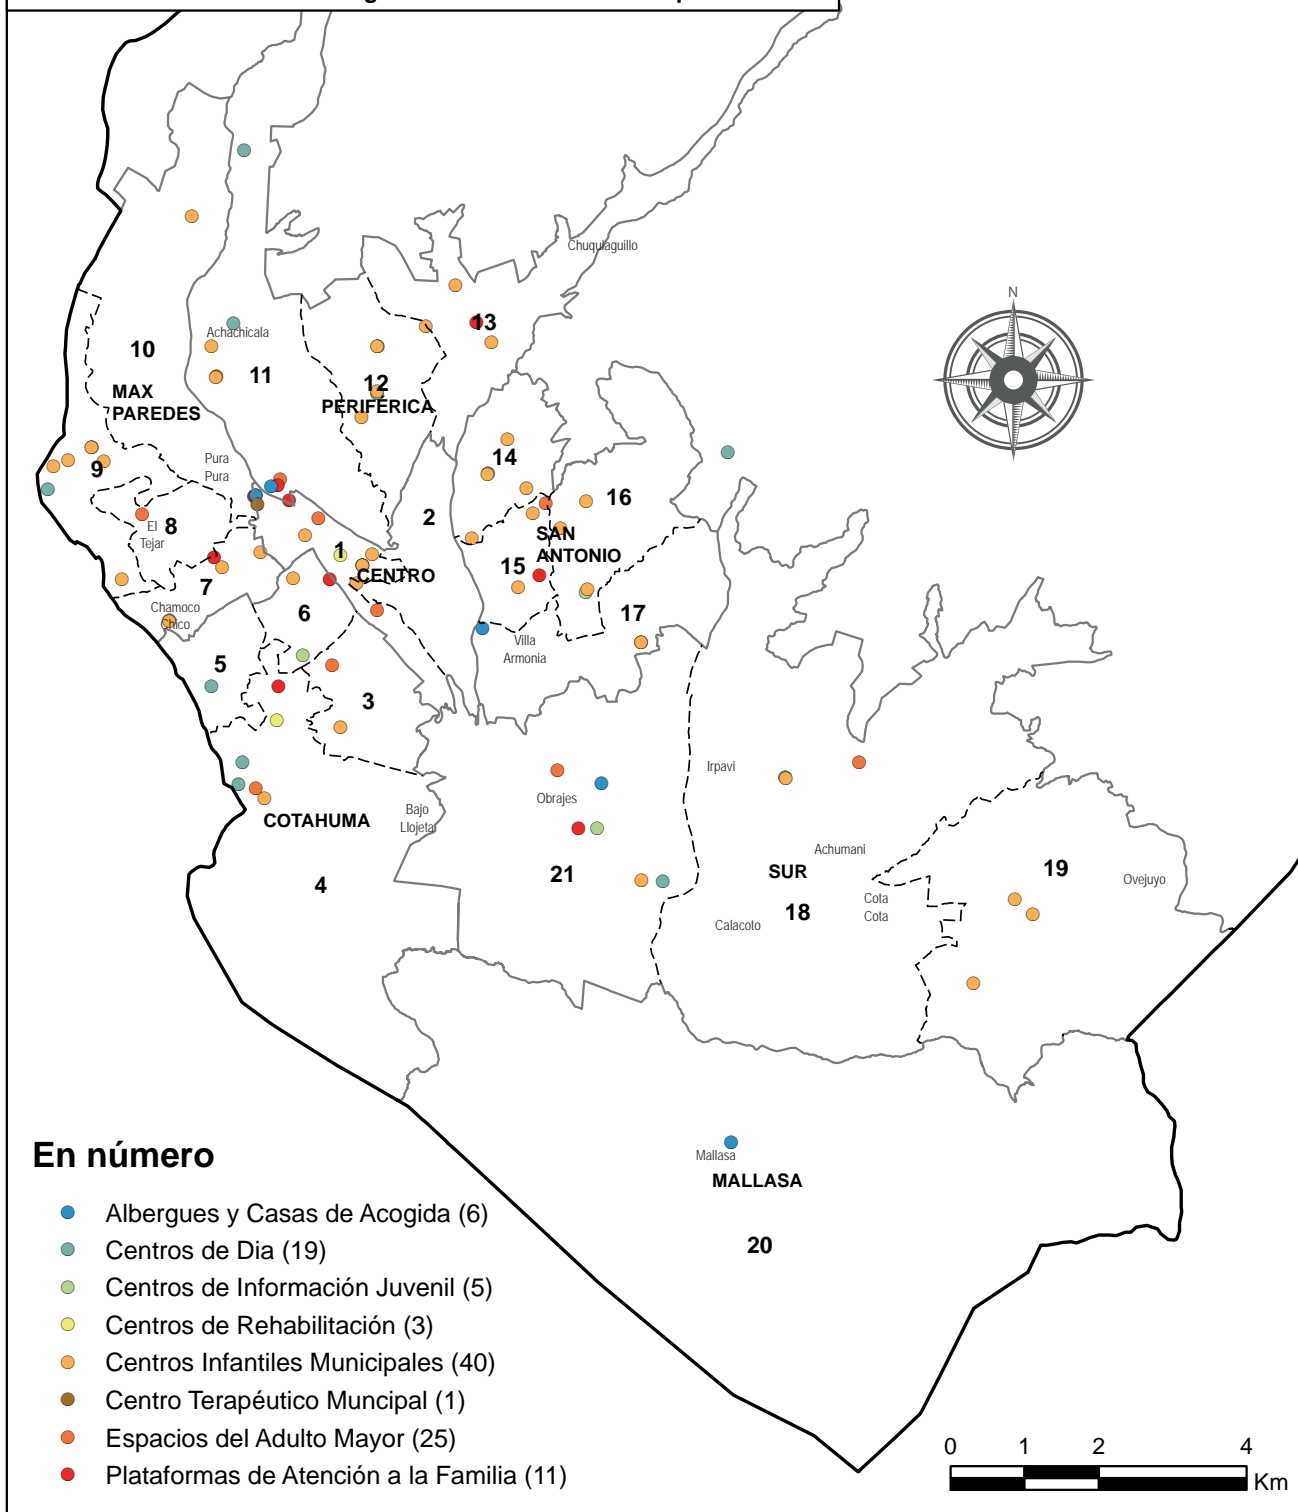 N
Chuquiaguillo
13
Achachicala
10
11
12
PERIFÉRICA
MAX
PAREDES
Pura
Pura
9
14
16
2
8
El
Tejar
SAN
ANTONIO
1
CENTRO
15
7
Chamoco
Chico
6
17
Villa
Armonia
5
3
Irpavi
Obrajes
Bajo
Llojeta
COTAHUMA
Achumani
4
21
SUR
19
Ovejuyo
Cota
Cota
18
Calacoto
Mallasa
MALLASA
20
En número
Albergues y Casas de Acogida (6)
Centros de Dia (19)
Centros de Información Juvenil (5)
Centros de Rehabilitación (3)
Centros Infantiles Municipales (40)
Centro Terapéutico Muncipal (1)
Espacios del Adulto Mayor (25)
Plataformas de Atención a la Familia (11)
0 1 2 4
Km